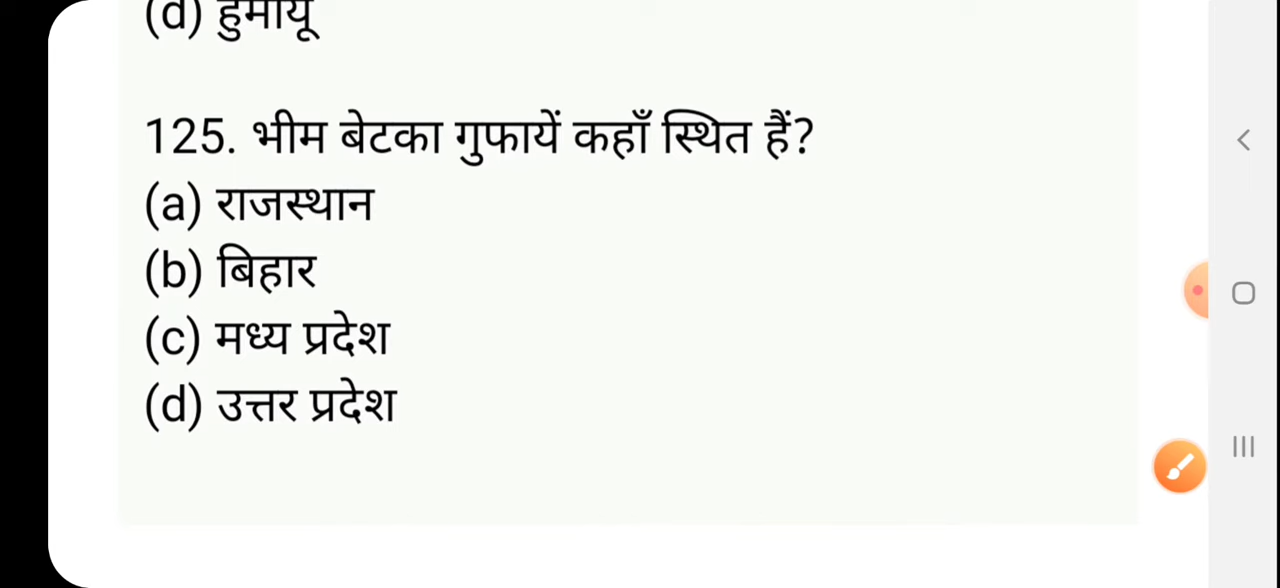 (d) हुमायू
125. भीम बेटका गुफायें कहाँ स्थित हैं?
(a) राजस्थान
(b) बिहार
(c) मध्य प्रदेश
(d) उत्तर प्रदेश